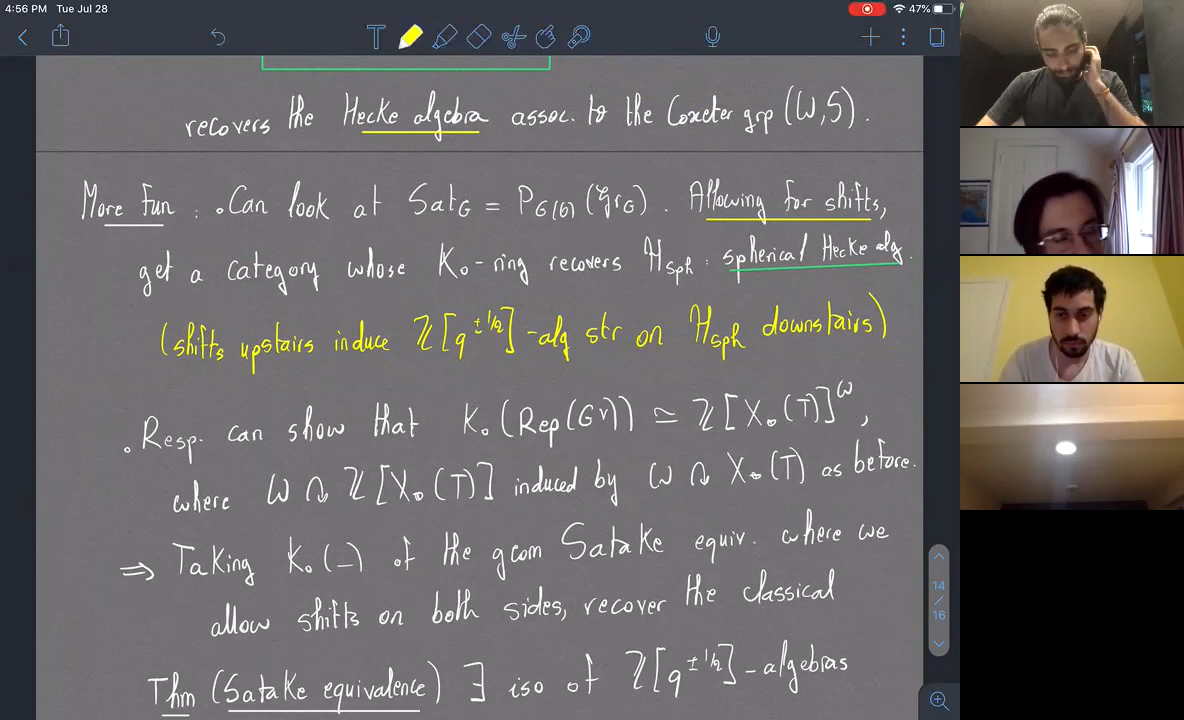 4:56 PM Tue Jul 28
47%
recovers the Hecke algebra assoc. to the Coxeter grp (W,S).
More Fun : . Can look at Sat_G = P_{G(O)}(Gr_G). Allowing for shifts,
get a category whose K_0-ring recovers H_sph : spherical Hecke alg.
(shifts upstairs induce Z[q^{±1/2}]-alg str on H_sph downstairs)
. Resp. can show that K_0(Rep(G^v)) ≃ Z[X_•(T)]^W,
where W ↷ Z[X_•(T)] induced by W ↷ X_•(T) as before.
⇒ Taking K_0(_) of the geom Satake equiv. where we
allow shifts on both sides, recover the classical
Thm (Satake equivalence) ∃ iso of Z[q^{±1/2}]-algebras
14
/
16